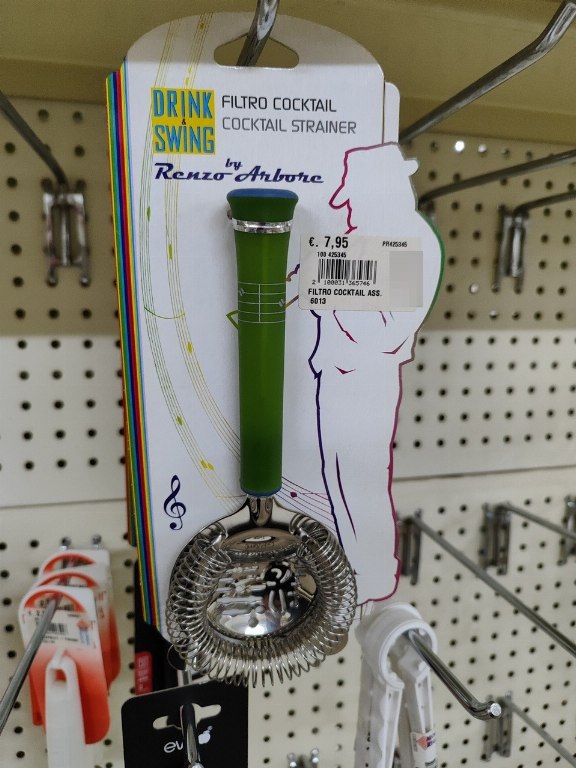 DRINK
&
SWING
FILTRO COCKTAIL
COCKTAIL STRAINER
by
Renzo Arbore
€. 7,95
PR425345
100 425345
2 100031 365746
FILTRO COCKTAIL ASS.
6013